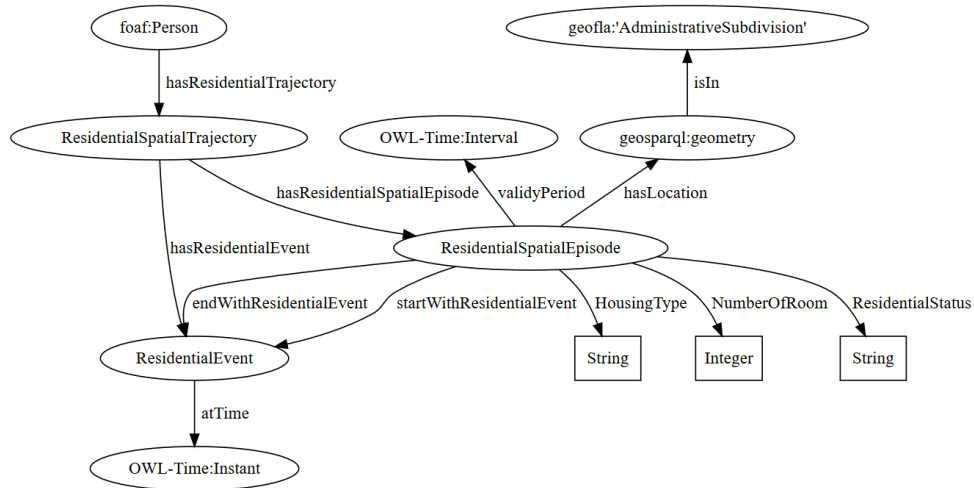 foaf:Person
geofla:'AdministrativeSubdivision'
hasResidentialTrajectory
isIn
ResidentialSpatialTrajectory
OWL-Time:Interval
geosparql:geometry
hasResidentialSpatialEpisode
validyPeriod
hasLocation
hasResidentialEvent
ResidentialSpatialEpisode
endWithResidentialEvent
startWithResidentialEvent
HousingType
NumberOfRoom
ResidentialStatus
ResidentialEvent
String
Integer
String
atTime
OWL-Time:Instant